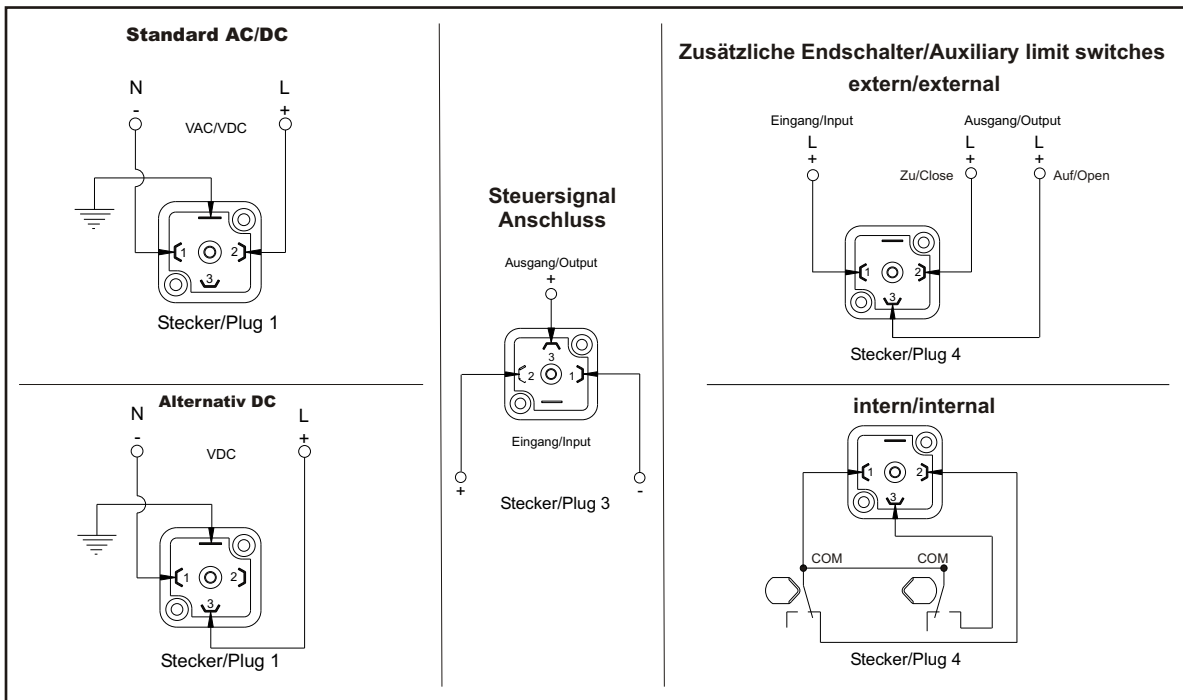 Standard AC/DC
N
L
-
+
VAC/VDC
1
2
3
Stecker/Plug 1
Alternativ DC
N
L
-
+
VDC
1
2
3
Stecker/Plug 1
Steuersignal
Anschluss
Ausgang/Output
+
3
2
1
Eingang/Input
+
-
Stecker/Plug 3
Zusätzliche Endschalter/Auxiliary limit switches
extern/external
Eingang/Input
Ausgang/Output
L
L
L
+
+
+
Zu/Close
Auf/Open
1
2
3
Stecker/Plug 4
intern/internal
1
2
3
COM
COM
Stecker/Plug 4